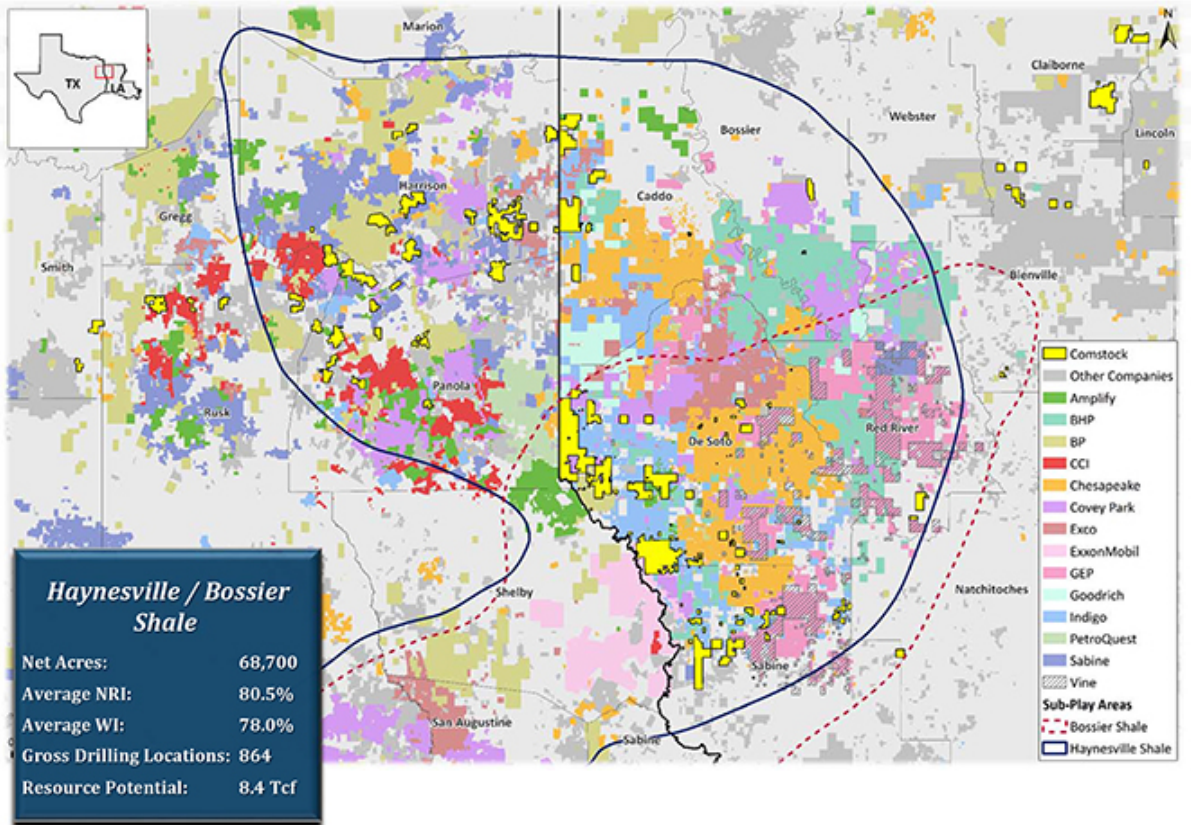 Marion
N
TX
LA
Claiborne
Webster
Lincoln
Bossier
Harrison
Caddo
Gregg
Smith
Bienville
Panola
Rusk
De Soto
Red River
Shelby
Natchitoches
Sabine
San Augustine
Sabine
Comstock
Other Companies
Amplify
BHP
BP
CCI
Chesapeake
Covey Park
Exco
ExxonMobil
GEP
Goodrich
Indigo
PetroQuest
Sabine
Vine
Sub-Play Areas
Bossier Shale
Haynesville Shale
Haynesville / Bossier
Shale
Net Acres: 68,700
Average NRI: 80.5%
Average WI: 78.0%
Gross Drilling Locations: 864
Resource Potential: 8.4 Tcf